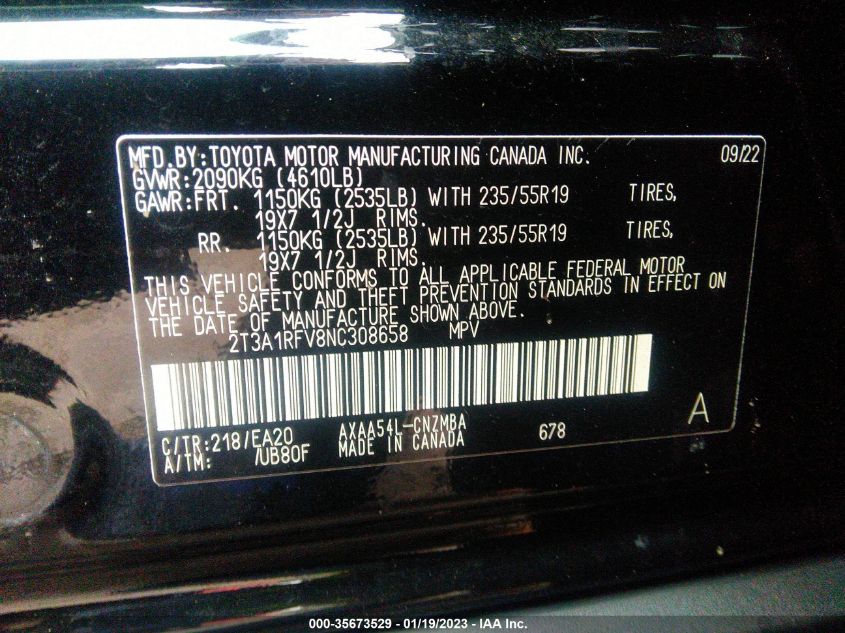 MFD.BY:TOYOTA MOTOR MANUFACTURING CANADA INC. 09/22
GVWR:2090KG (4610LB)
GAWR:FRT. 1150KG (2535LB) WITH 235/55R19 TIRES,
19X7 1/2J RIMS.
RR. 1150KG (2535LB) WITH 235/55R19 TIRES,
19X7 1/2J RIMS.
THIS VEHICLE CONFORMS TO ALL APPLICABLE FEDERAL MOTOR
VEHICLE SAFETY AND THEFT PREVENTION STANDARDS IN EFFECT ON
THE DATE OF MANUFACTURE SHOWN ABOVE.
2T3A1RFV8NC308658 MPV
C/TR:218/EA20 AXAA54L-CNZMBA 678 A
A/TM: /UB80F MADE IN CANADA
000-35673529 / 01/19/2023 - IAA Inc.